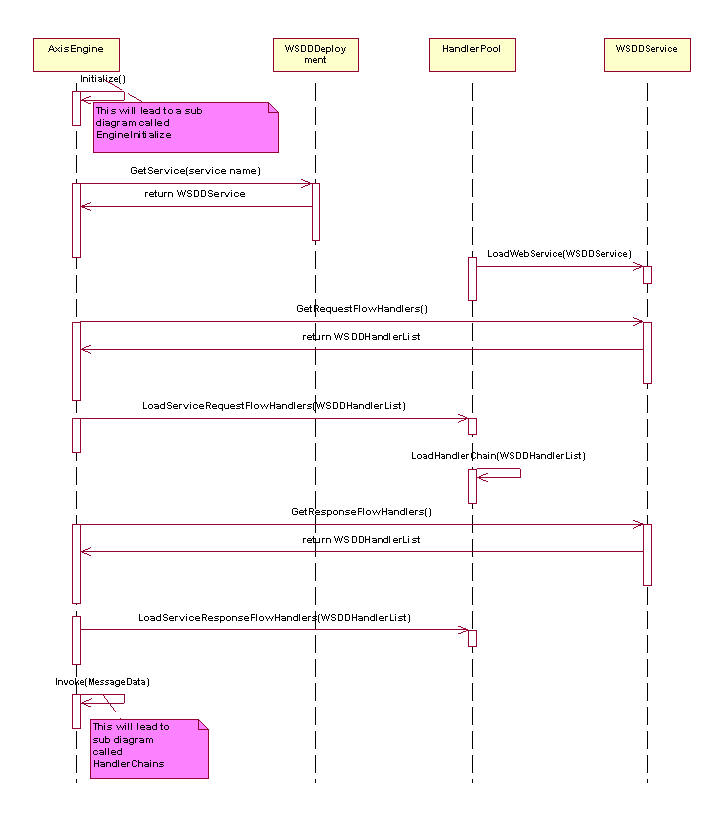 AxisEngine
WSDDDeploy
ment
HandlerPool
WSDDService
Initialize()
This will lead to a sub
diagram called
EngineInitialize
GetService(service name)
return WSDDService
LoadWebService(WSDDService)
GetRequestFlowHandlers()
return WSDDHandlerList
LoadServiceRequestFlowHandlers(WSDDHandlerList)
LoadHandlerChain(WSDDHandlerList)
GetResponseFlowHandlers()
return WSDDHandlerList
LoadServiceResponseFlowHandlers(WSDDHandlerList)
Invoke(MessageData)
This will lead to
sub diagram
called
HandlerChains